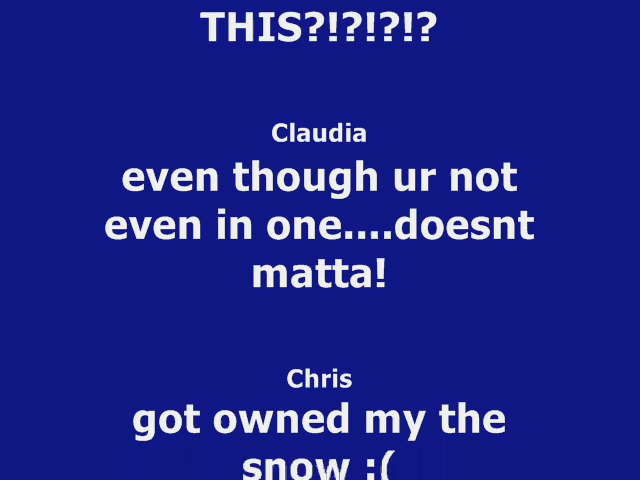 THIS?!?!?!?
Claudia
even though ur not
even in one....doesnt
matta!
Chris
got owned my the
snow :(